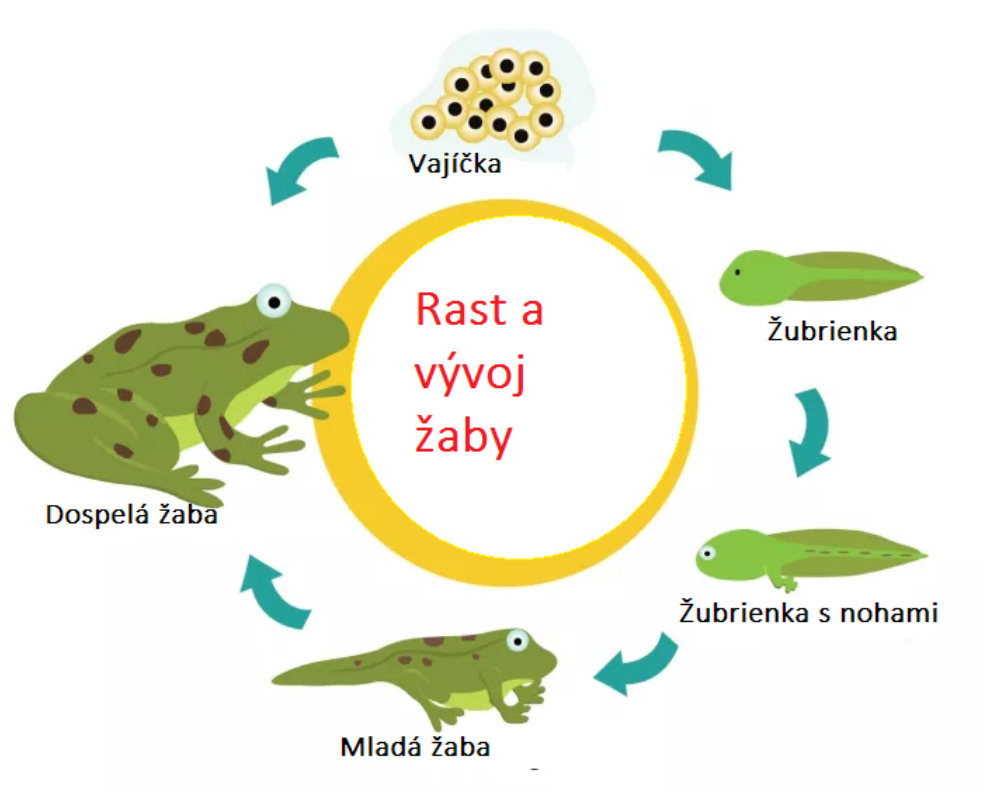 Vajíčka
Rast a
vývoj
žaby
Žubrienka
Dospelá žaba
Žubrienka s nohami
Mladá žaba